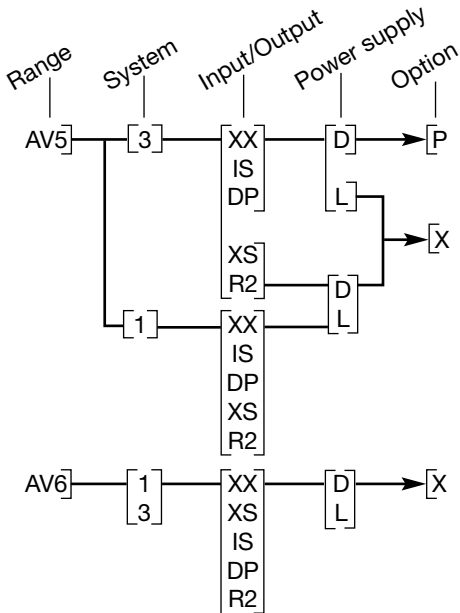 Range System Input/Output Power supply Option
AV5 3 XX D P
IS
DP L
X
XS
R2 D
1 XX L
IS
DP
XS
R2
AV6 1 XX D X
3 XS L
IS
DP
R2